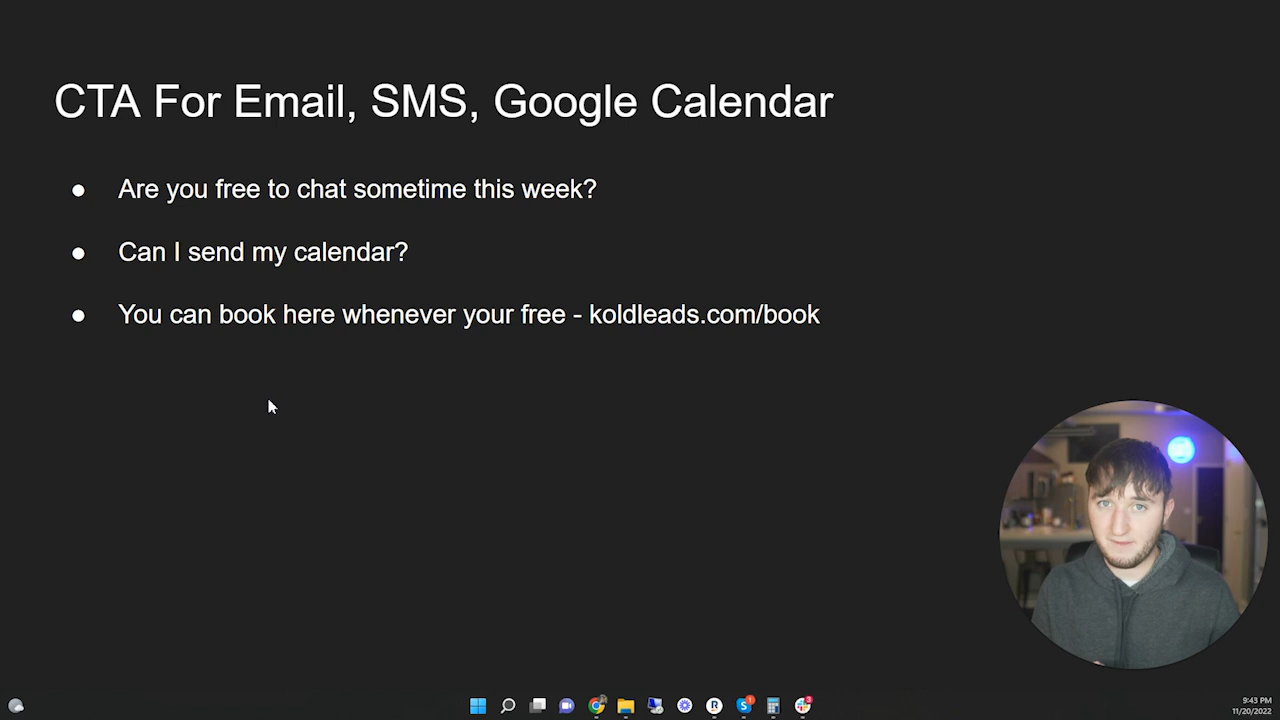 CTA For Email, SMS, Google Calendar
● Are you free to chat sometime this week?
● Can I send my calendar?
● You can book here whenever your free - koldleads.com/book
9:43 PM
11/20/2022